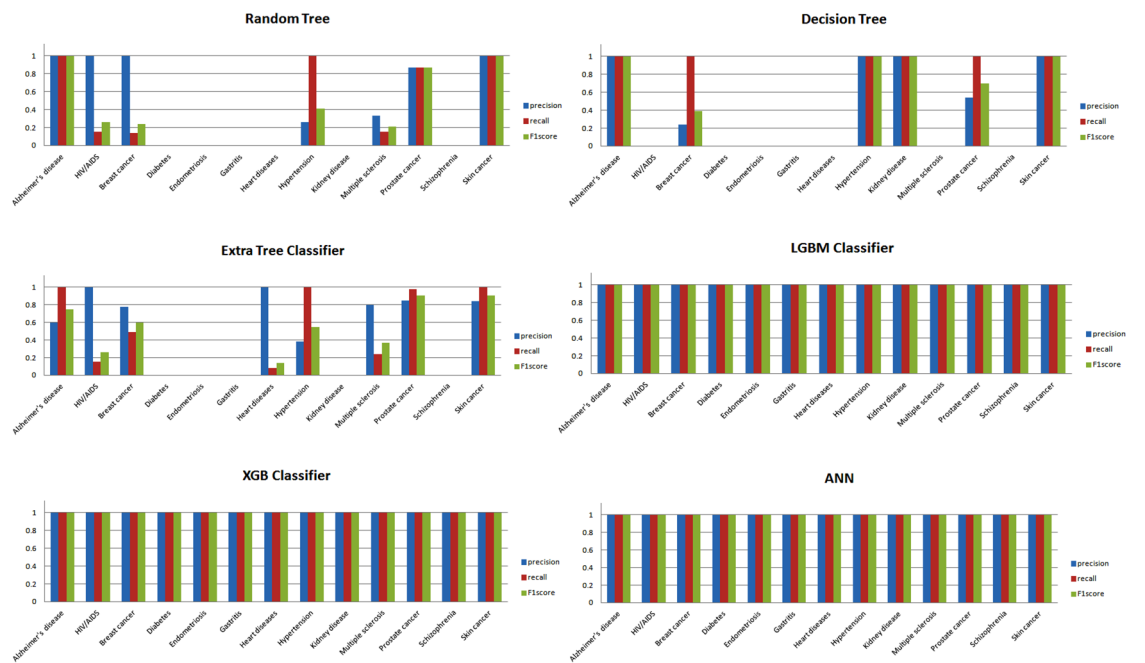 Random Tree
1
0.8
0.6
0.4
0.2
0
Alzheimer's disease
HIV/AIDS
Breast cancer
Diabetes
Endometriosis
Gastritis
Heart diseases
Hypertension
Kidney disease
Multiple sclerosis
Prostate cancer
Schizophrenia
Skin cancer
precision
recall
F1score
Decision Tree
1
0.8
0.6
0.4
0.2
0
Alzheimer's disease
HIV/AIDS
Breast cancer
Diabetes
Endometriosis
Gastritis
Heart diseases
Hypertension
Kidney disease
Multiple sclerosis
Prostate cancer
Schizophrenia
Skin cancer
precision
recall
F1score
Extra Tree Classifier
1
0.8
0.6
0.4
0.2
0
Alzheimer's disease
HIV/AIDS
Breast cancer
Diabetes
Endometriosis
Gastritis
Heart diseases
Hypertension
Kidney disease
Multiple sclerosis
Prostate cancer
Schizophrenia
Skin cancer
precision
recall
F1score
LGBM Classifier
1
0.8
0.6
0.4
0.2
0
Alzheimer's disease
HIV/AIDS
Breast cancer
Diabetes
Endometriosis
Gastritis
Heart diseases
Hypertension
Kidney disease
Multiple sclerosis
Prostate cancer
Schizophrenia
Skin cancer
precision
recall
F1score
XGB Classifier
1
0.8
0.6
0.4
0.2
0
Alzheimer's disease
HIV/AIDS
Breast cancer
Diabetes
Endometriosis
Gastritis
Heart diseases
Hypertension
Kidney disease
Multiple sclerosis
Prostate cancer
Schizophrenia
Skin cancer
precision
recall
F1score
ANN
1
0.8
0.6
0.4
0.2
0
Alzheimer's disease
HIV/AIDS
Breast cancer
Diabetes
Endometriosis
Gastritis
Heart diseases
Hypertension
Kidney disease
Multiple sclerosis
Prostate cancer
Schizophrenia
Skin cancer
precision
recall
F1score